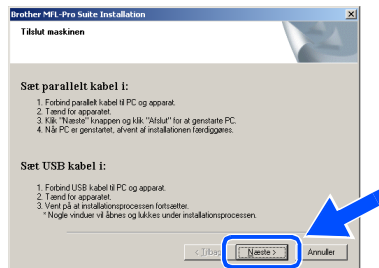 Brother MFL-Pro Suite Installation
Tilslut maskinen
Sæt parallelt kabel i:
1. Forbind parallelt kabel til PC og apparat.
2. Tænd for apparatet.
3. Klik "Næste" knappen og klik "Afslut" for at genstarte PC.
4. Når PC er genstartet, afvent af installationen færdiggøres.
Sæt USB kabel i:
1. Forbind USB kabel til PC og apparat.
2. Tænd for apparatet.
3. Vent på at installationsprocessen fortsætter.
* Nogle vinduer vil åbnes og lukkes under installationsprocessen.
Næste > Annuller